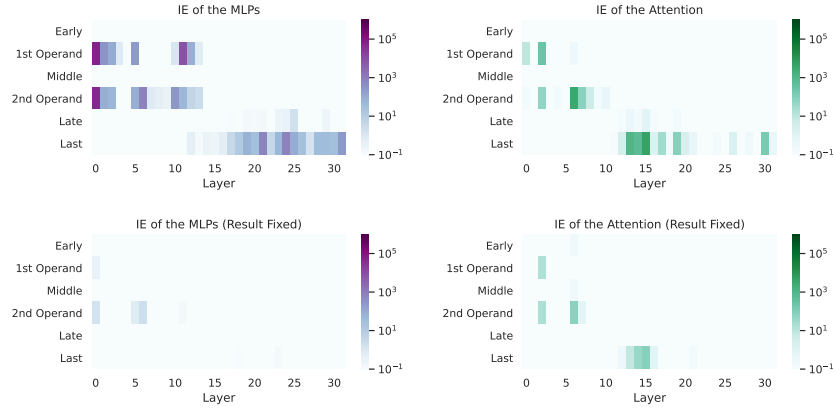 IE of the MLPs
Early
1st Operand
Middle
2nd Operand
Late
Last
0 5 10 15 20 25 30
Layer
10^5
10^3
10^1
10^−1
IE of the Attention
Early
1st Operand
Middle
2nd Operand
Late
Last
0 5 10 15 20 25 30
Layer
10^5
10^3
10^1
10^−1
IE of the MLPs (Result Fixed)
Early
1st Operand
Middle
2nd Operand
Late
Last
0 5 10 15 20 25 30
Layer
10^5
10^3
10^1
10^−1
IE of the Attention (Result Fixed)
Early
1st Operand
Middle
2nd Operand
Late
Last
0 5 10 15 20 25 30
Layer
10^5
10^3
10^1
10^−1